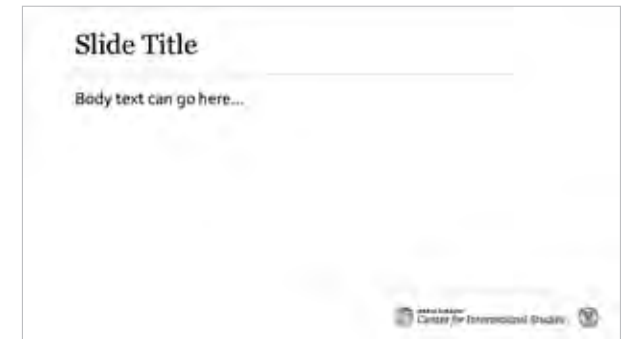 Slide Title
Body text can go here...
Center for International Studies